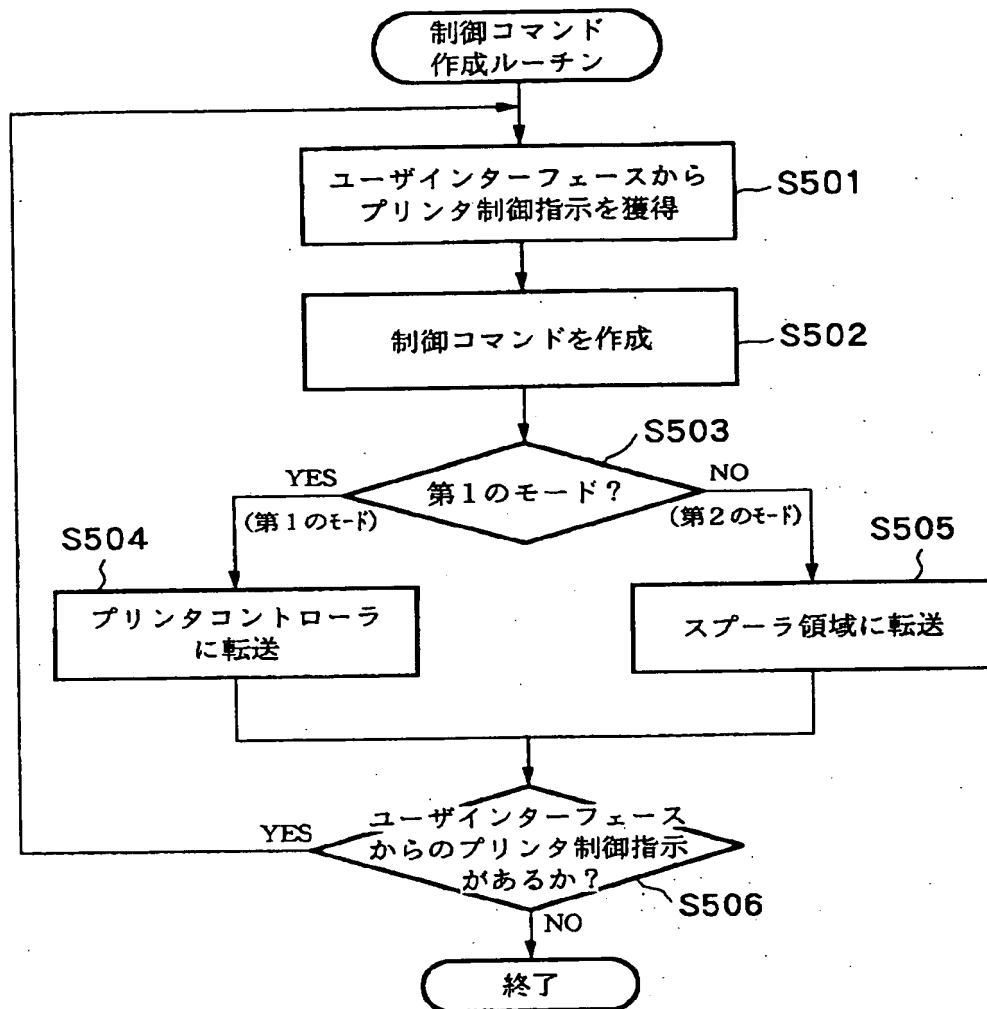 制御コマンド
作成ルーチン
ユーザインターフェースから
プリンタ制御指示を獲得
S501
制御コマンドを作成
S502
S503
第1のモード？
YES
(第1のモード)
NO
(第2のモード)
S504
プリンタコントローラ
に転送
S505
スプーラ領域に転送
ユーザインターフェース
からのプリンタ制御指示
があるか？
YES
S506
NO
終了